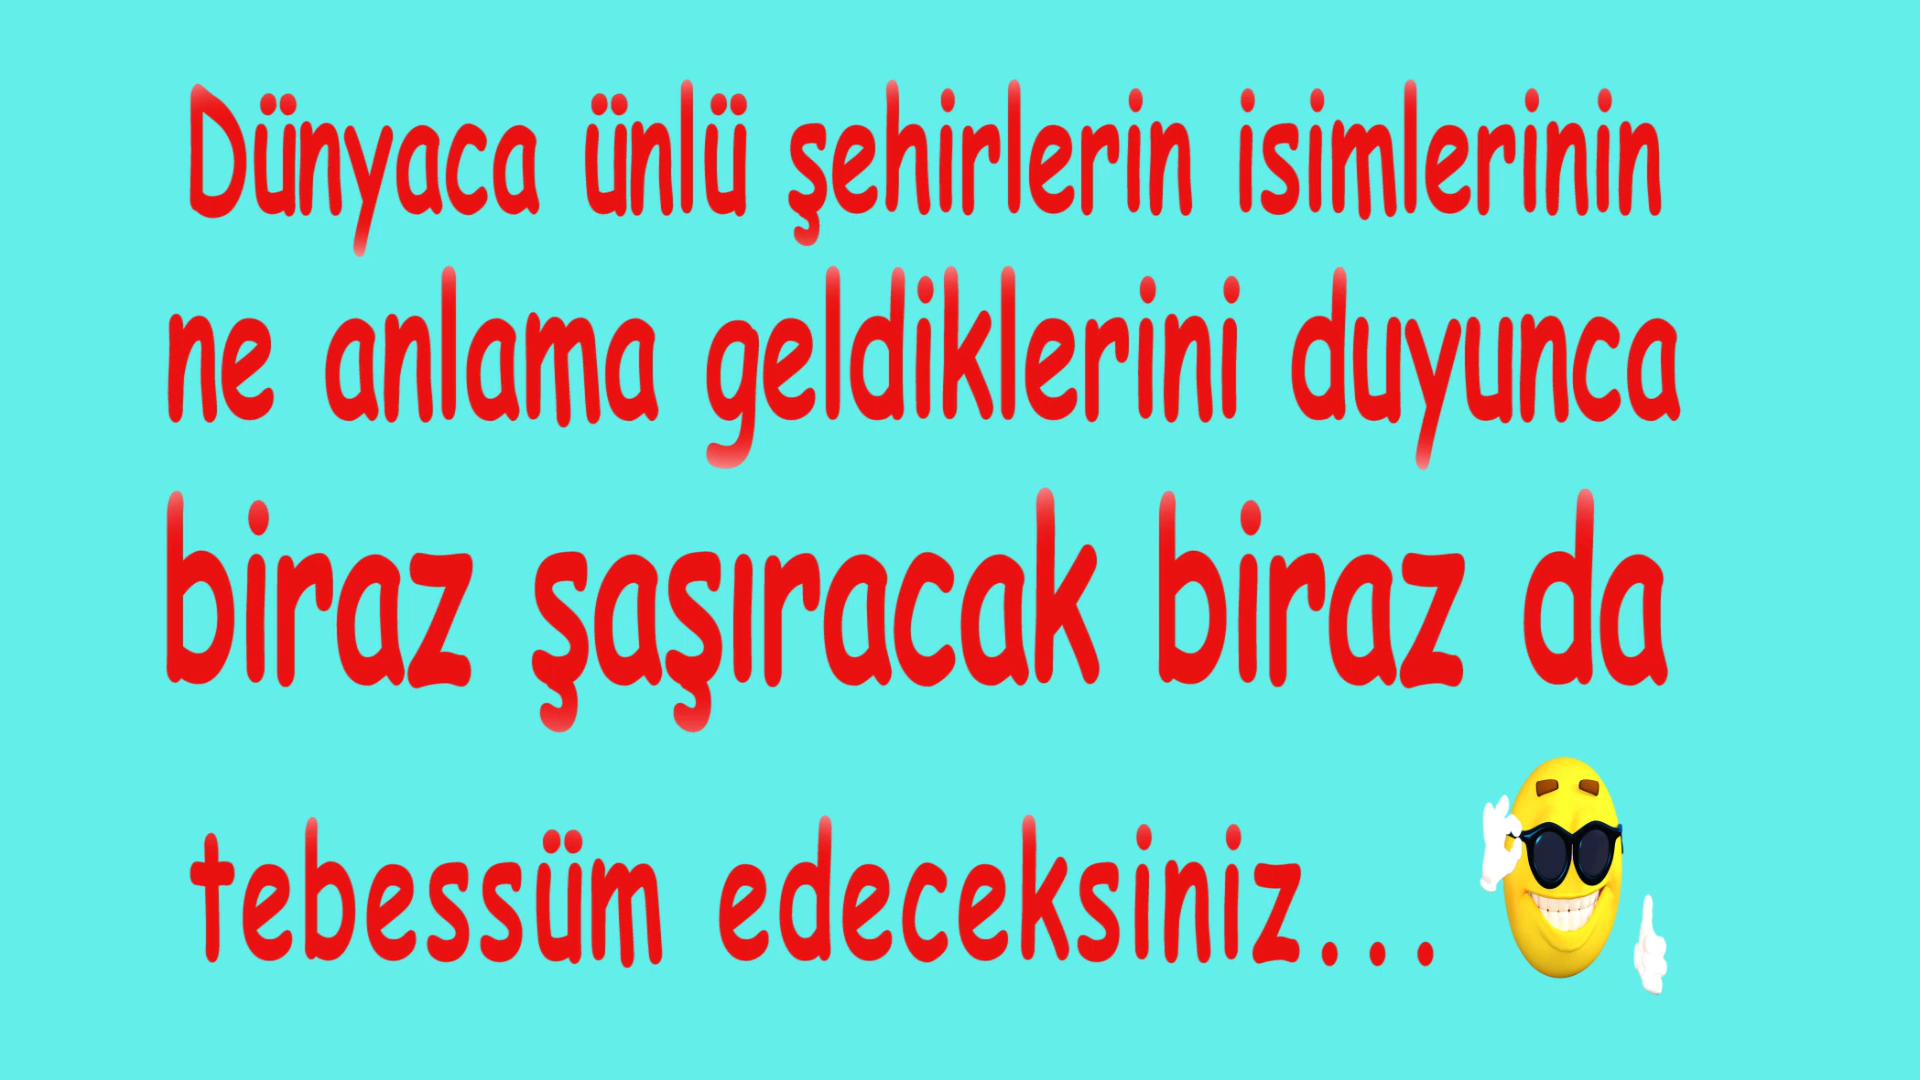 Dünyaca ünlü şehirlerin isimlerinin
ne anlama geldiklerini duyunca
biraz şaşıracak biraz da
tebessüm edeceksiniz...